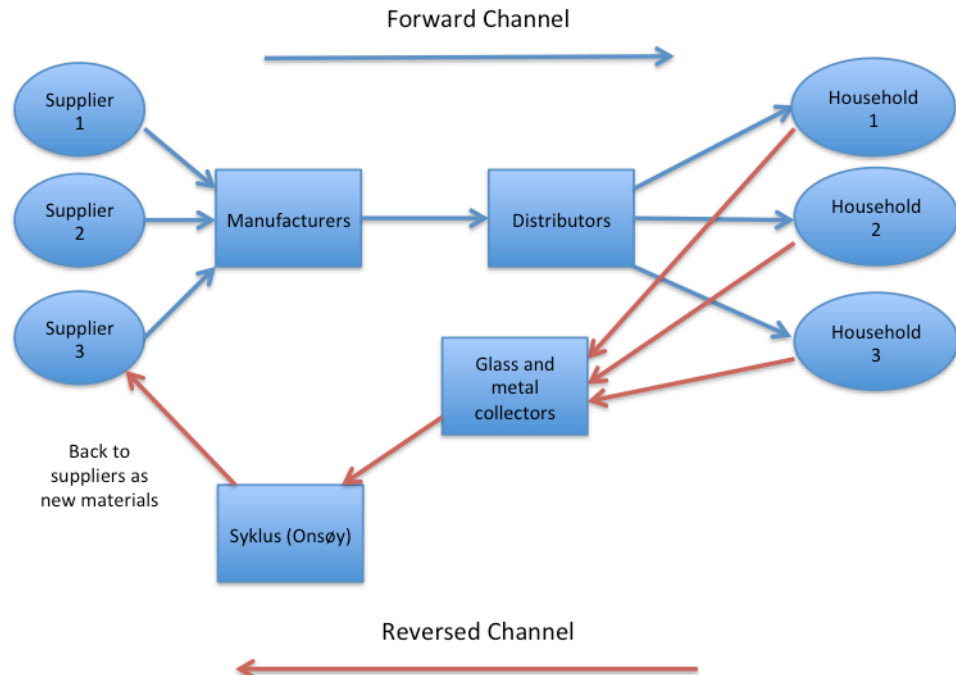 Forward Channel
Supplier
1
Household
1
Supplier
2
Manufacturers
Distributors
Household
2
Supplier
3
Household
3
Glass and
metal
collectors
Back to
suppliers as
new materials
Syklus (Onsøy)
Reversed Channel